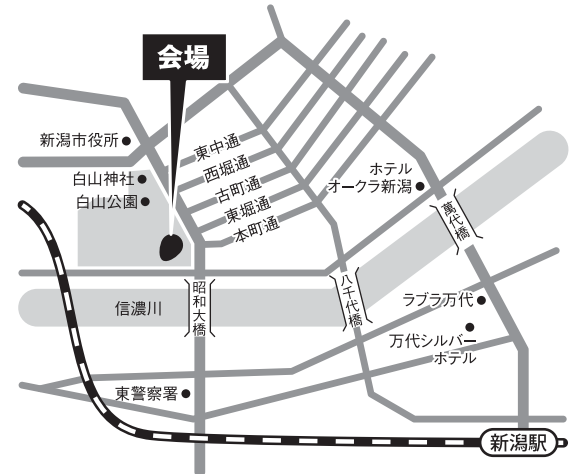 会場
新潟市役所
白山神社
白山公園
東中通
西堀通
古町通
東堀通
本町通
ホテル
オークラ新潟
萬代橋
八千代橋
昭和大橋
信濃川
ラブラ万代
万代シルバー
ホテル
東警察署
新潟駅